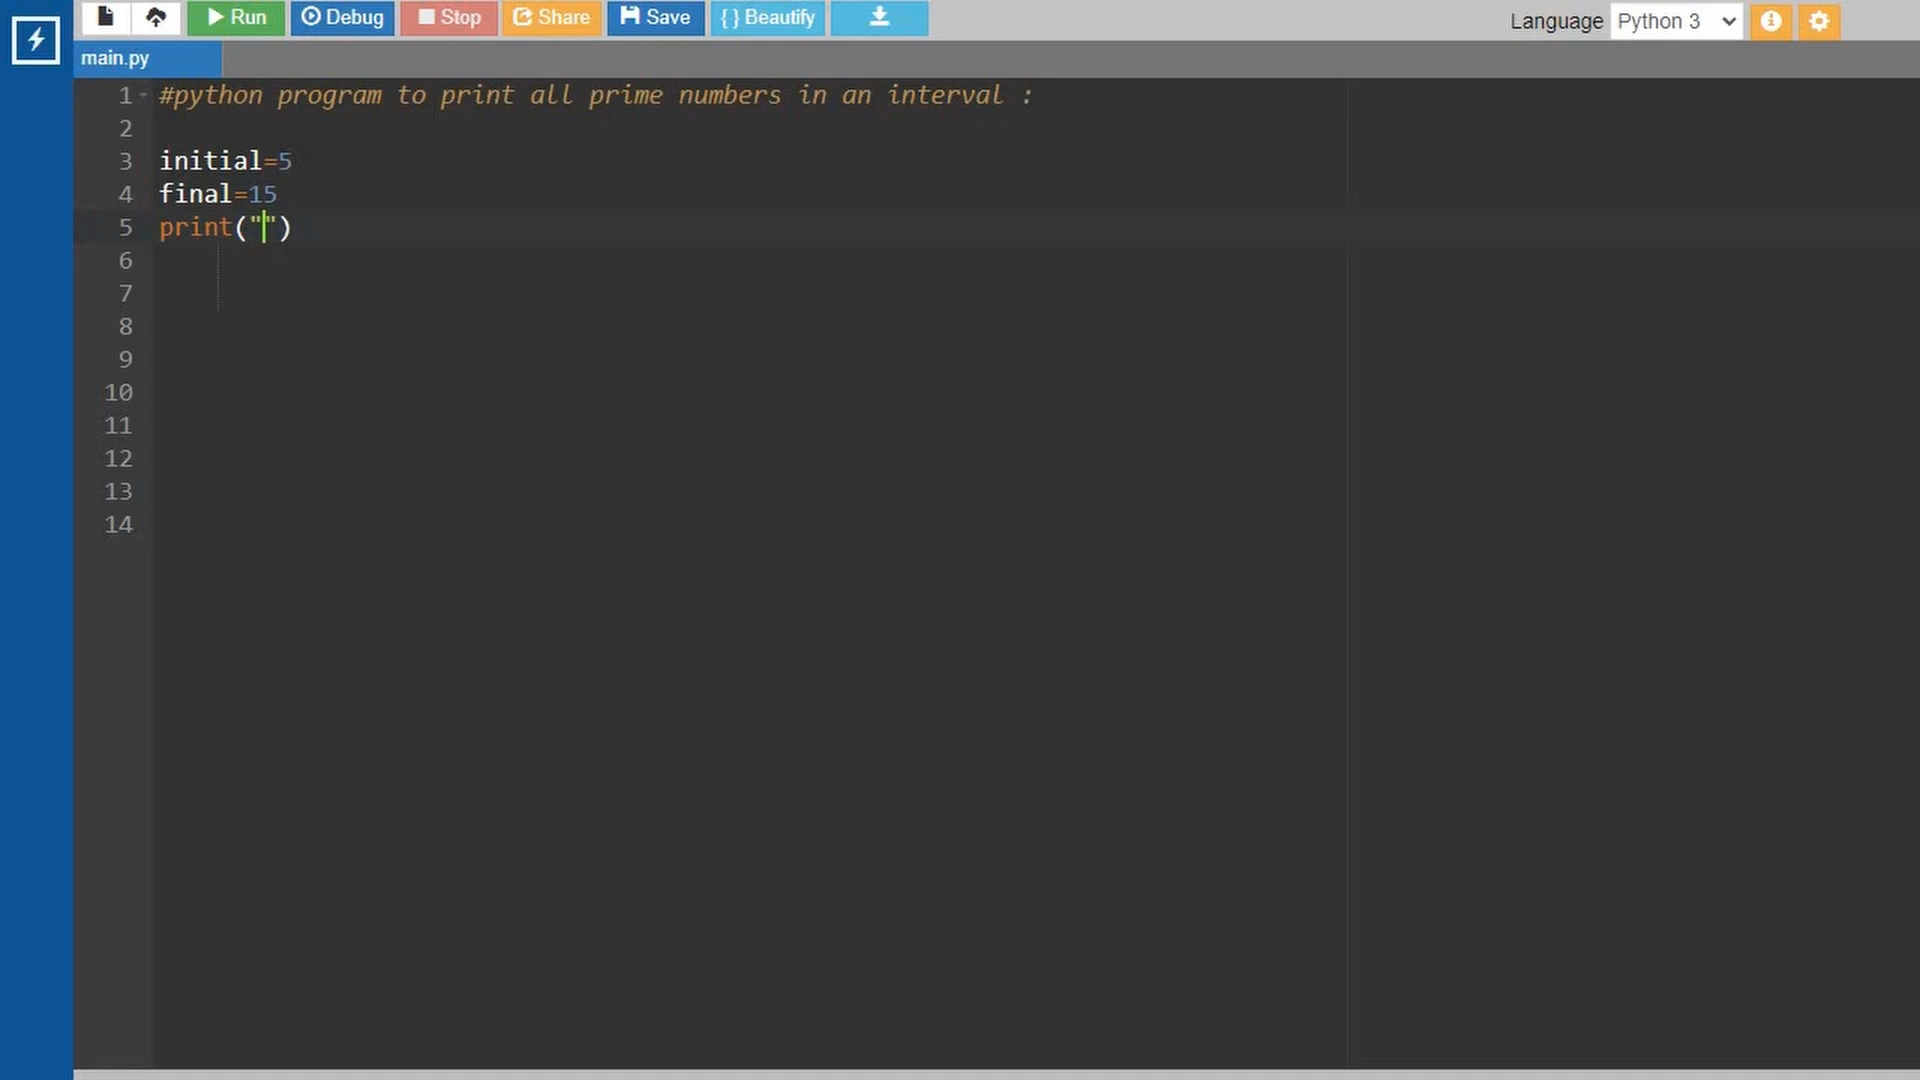 Run Debug Stop Share Save {} Beautify Language Python 3
main.py
1 #python program to print all prime numbers in an interval :
2
3 initial=5
4 final=15
5 print("")
6
7
8
9
10
11
12
13
14